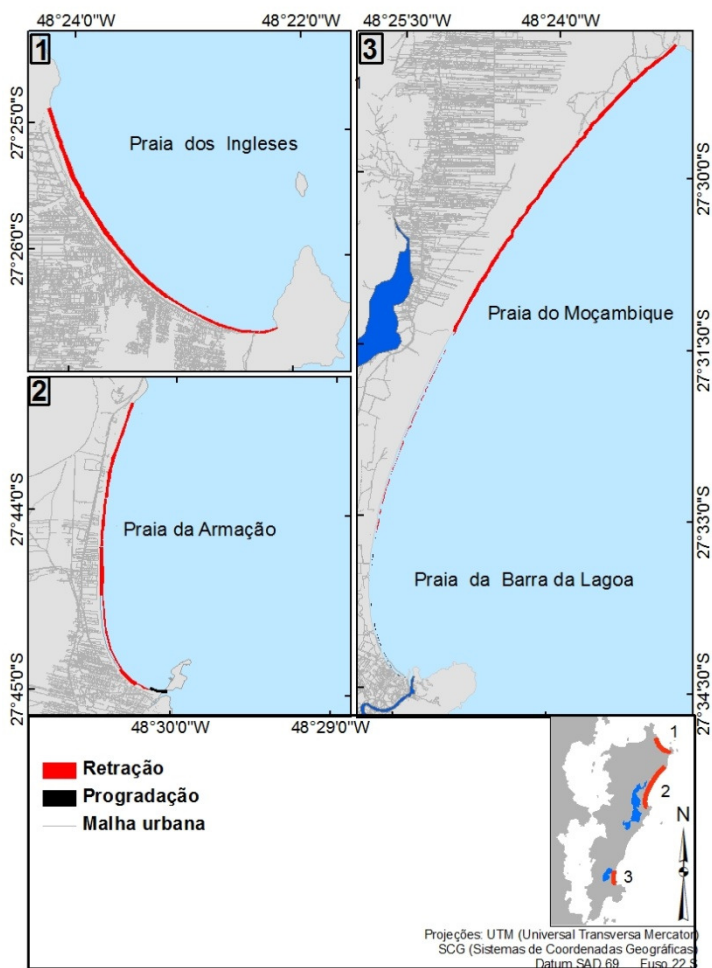 48°24'0"W
48°22'0"W
48°25'30"W
48°24'0"W
1
27°25'0"S
Praia dos Ingleses
27°26'0"S
2
27°44'0"S
Praia da Armação
27°45'0"S
48°30'0"W
48°29'0"W
3
1
27°30'0"S
Praia do Moçambique
27°31'30"S
27°33'0"S
Praia da Barra da Lagoa
27°34'30"S
Retração
Progradação
Malha urbana
1
2
N
3
Projeções: UTM (Universal Transversa Mercator)
SCG (Sistemas de Coordenadas Geográficas)
Datum SAD 69 Fuso 22 S